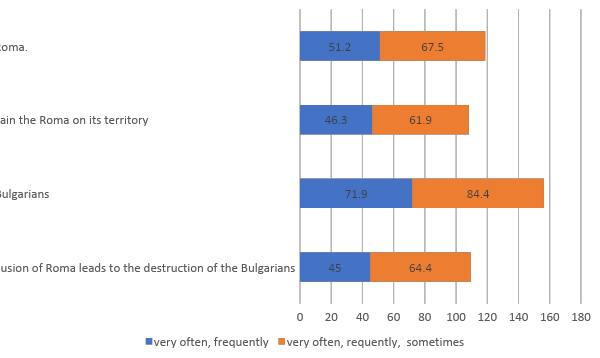 oma.
51.2 67.5
ain the Roma on its territory
46.3 61.9
Bulgarians
71.9 84.4
usion of Roma leads to the destruction of the Bulgarians
45 64.4
0 20 40 60 80 100 120 140 160 180
very often, frequently very often, requently, sometimes